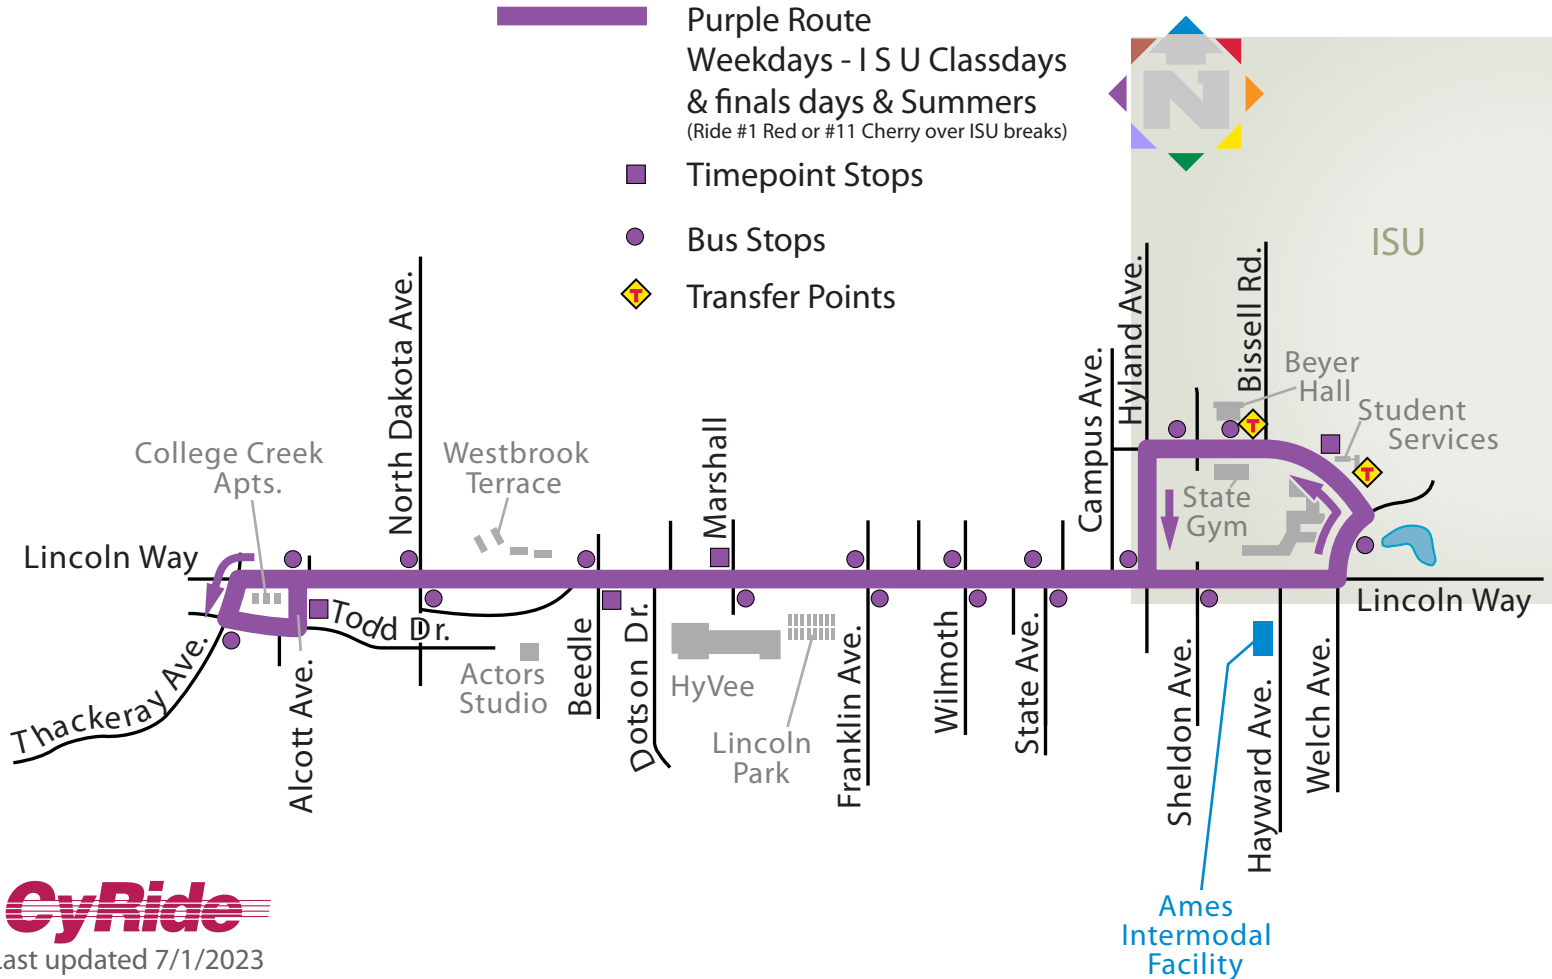 Purple Route
Weekdays - I S U Classdays
& finals days & Summers
(Ride #1 Red or #11 Cherry over ISU breaks)
Timepoint Stops
Bus Stops
Transfer Points
N
ISU
Hyland Ave.
Bissell Rd.
Campus Ave.
Beyer
Hall
Student
Services
State
Gym
T
T
T
North Dakota Ave.
College Creek
Apts.
Westbrook
Terrace
Marshall
Lincoln Way
Lincoln Way
Todd Dr.
Thackeray Ave.
Alcott Ave.
Actors
Studio
Beedle
Dotson Dr.
HyVee
Lincoln
Park
Franklin Ave.
Wilmoth
State Ave.
Sheldon Ave.
Hayward Ave.
Welch Ave.
Ames
Intermodal
Facility
CyRide
Last updated 7/1/2023